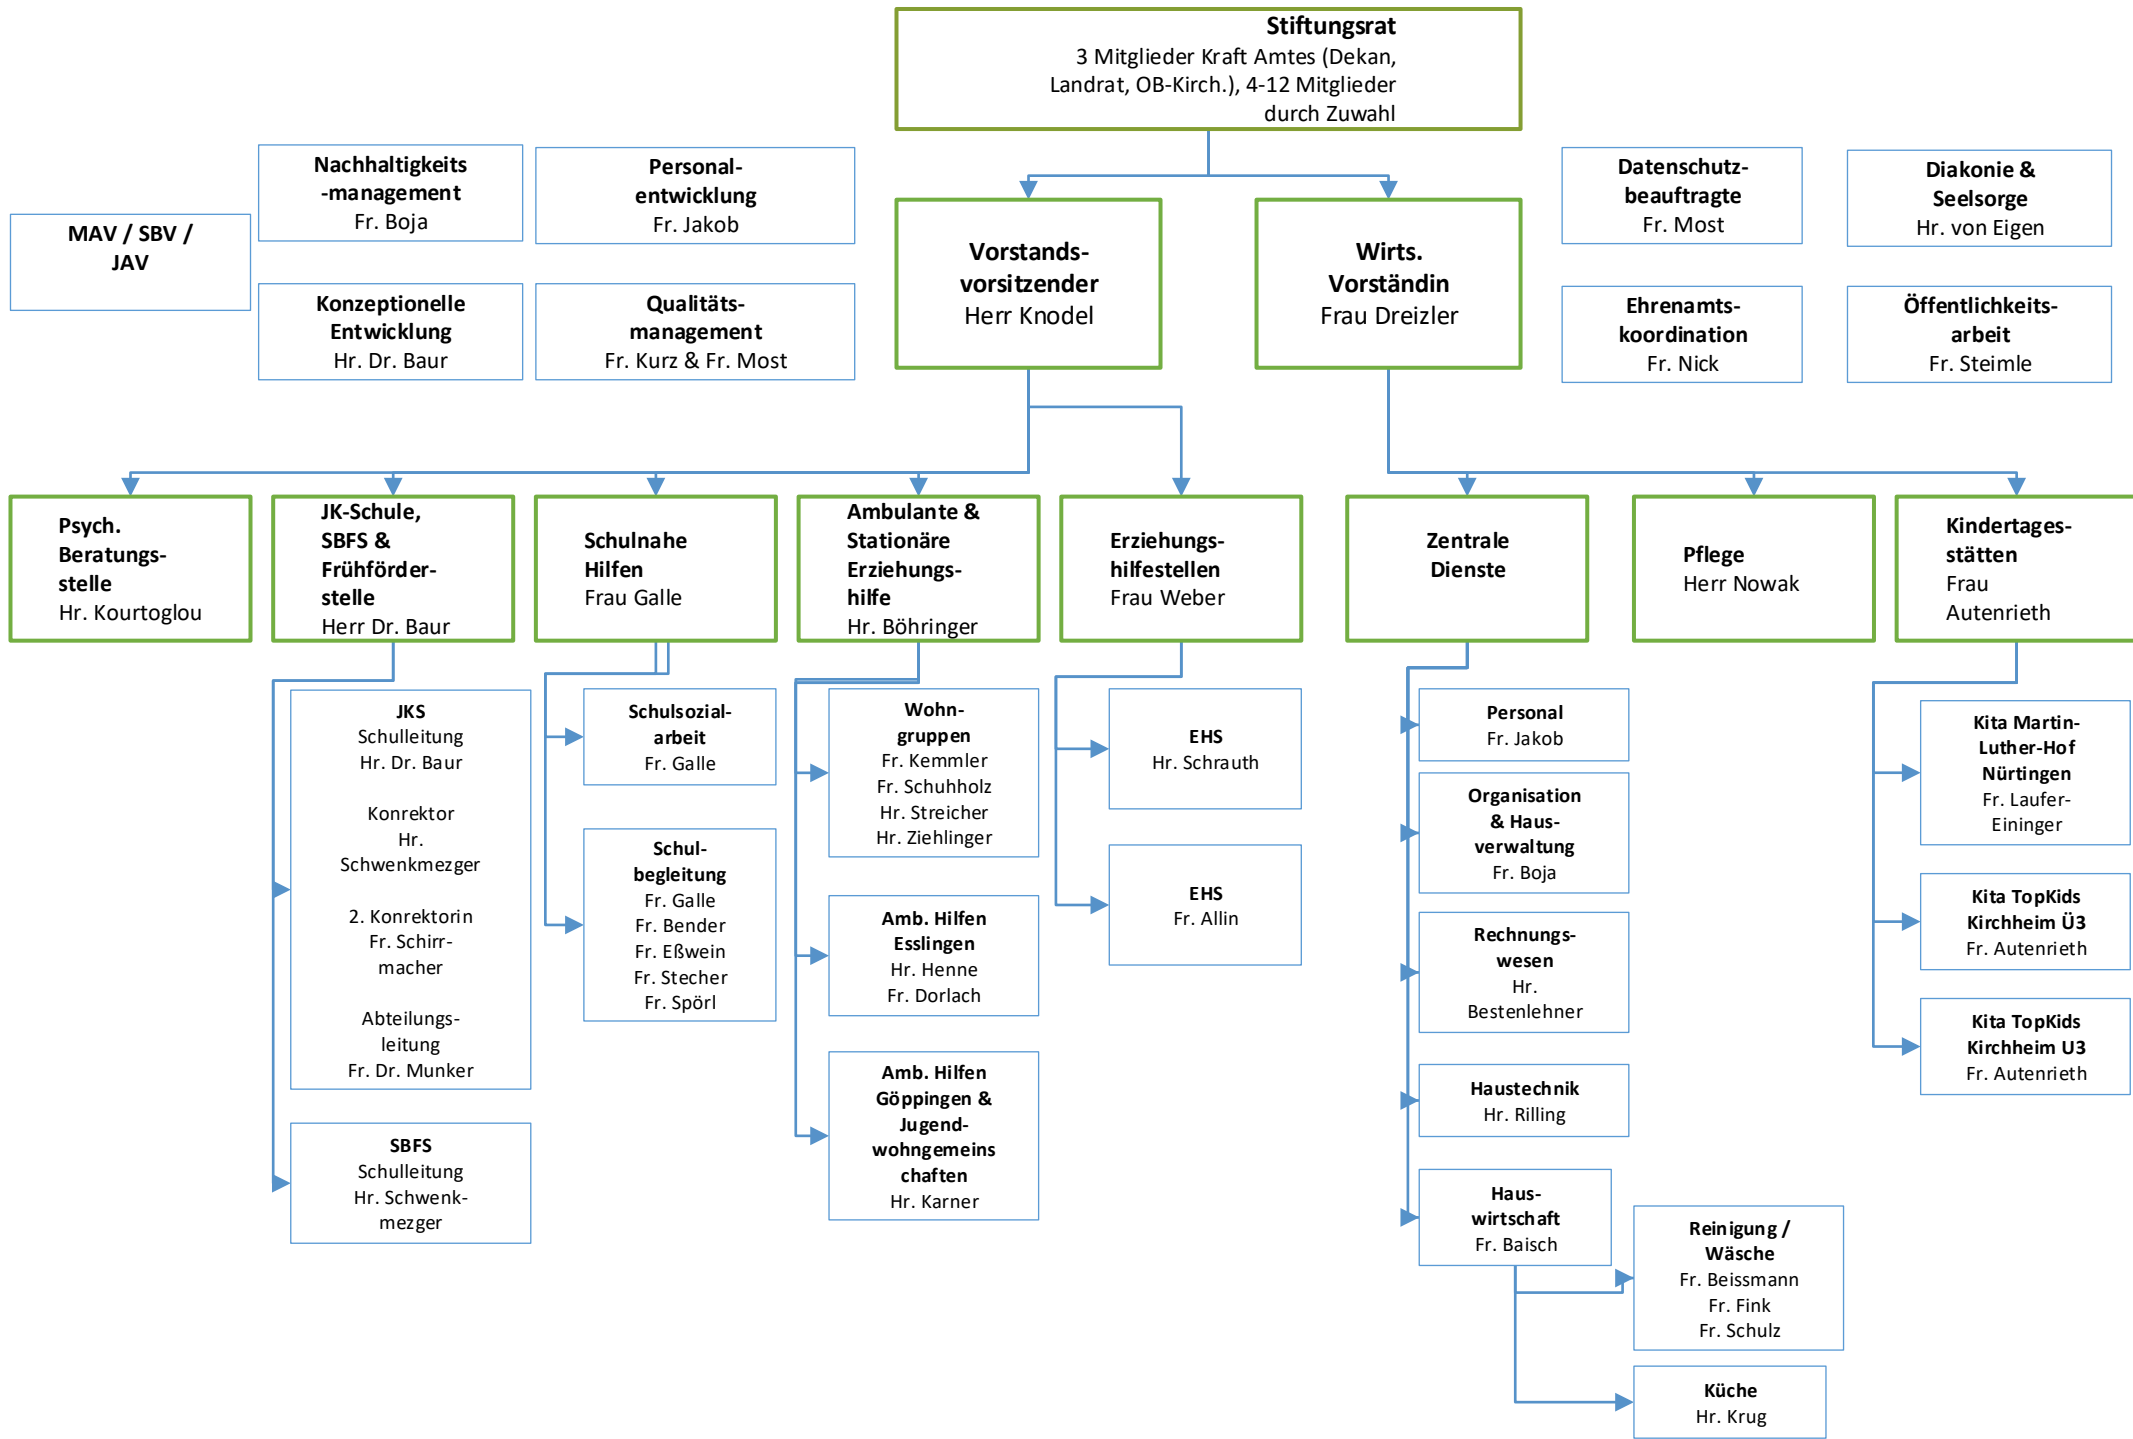 Stiftungsrat
3 Mitglieder Kraft Amtes (Dekan,
Landrat, OB-Kirch.), 4-12 Mitglieder
durch Zuwahl
MAV / SBV /
JAV
Nachhaltigkeits
-management
Fr. Boja
Personal-
entwicklung
Fr. Jakob
Konzeptionelle
Entwicklung
Hr. Dr. Baur
Qualitäts-
management
Fr. Kurz & Fr. Most
Vorstands-
vorsitzender
Herr Knodel
Wirts.
Vorständin
Frau Dreizler
Datenschutz-
beauftragte
Fr. Most
Diakonie &
Seelsorge
Hr. von Eigen
Ehrenamts-
koordination
Fr. Nick
Öffentlichkeits-
arbeit
Fr. Steimle
Psych.
Beratungs-
stelle
Hr. Kourtoglou
JK-Schule,
SBFS &
Frühförder-
stelle
Herr Dr. Baur
Schulnahe
Hilfen
Frau Galle
Ambulante &
Stationäre
Erziehungs-
hilfe
Hr. Böhringer
Erziehungs-
hilfestellen
Frau Weber
Zentrale
Dienste
Pflege
Herr Nowak
Kindertages-
stätten
Frau
Autenrieth
JKS
Schulleitung
Hr. Dr. Baur
Konrektor
Hr.
Schwenkmezger
2. Konrektorin
Fr. Schirr-
macher
Abteilungs-
leitung
Fr. Dr. Munker
SBFS
Schulleitung
Hr. Schwenk-
mezger
Schulsozial-
arbeit
Fr. Galle
Schul-
begleitung
Fr. Galle
Fr. Bender
Fr. Eßwein
Fr. Stecher
Fr. Spörl
Wohn-
gruppen
Fr. Kemmler
Fr. Schuhholz
Hr. Streicher
Hr. Ziehlinger
Amb. Hilfen
Esslingen
Hr. Henne
Fr. Dorlach
Amb. Hilfen
Göppingen &
Jugend-
wohngemeins
chaften
Hr. Karner
EHS
Hr. Schrauth
EHS
Fr. Allin
Personal
Fr. Jakob
Organisation
& Haus-
verwaltung
Fr. Boja
Rechnungs-
wesen
Hr.
Bestenlehner
Haustechnik
Hr. Rilling
Haus-
wirtschaft
Fr. Baisch
Reinigung /
Wäsche
Fr. Beissmann
Fr. Fink
Fr. Schulz
Küche
Hr. Krug
Kita Martin-
Luther-Hof
Nürtingen
Fr. Laufer-
Eininger
Kita TopKids
Kirchheim Ü3
Fr. Autenrieth
Kita TopKids
Kirchheim U3
Fr. Autenrieth